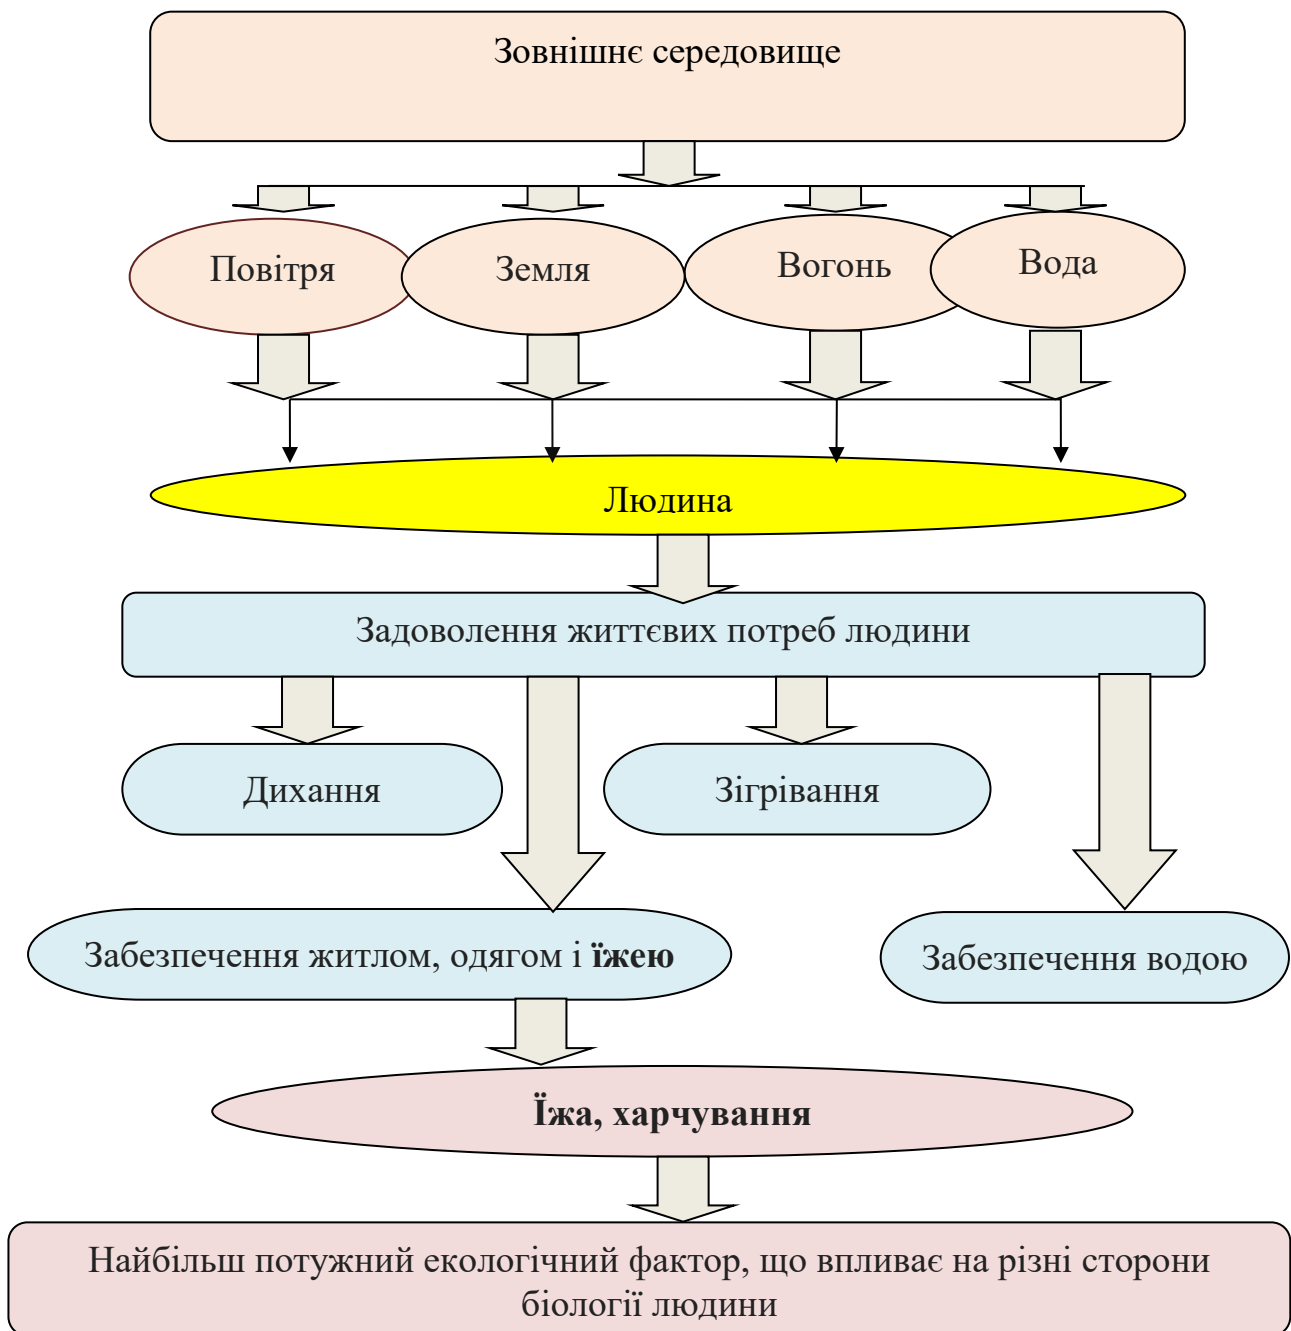 Зовнішнє середовище
Повітря
Земля
Вогонь
Вода
Людина
Задоволення життєвих потреб людини
Дихання
Зігрівання
Забезпечення житлом, одягом і їжею
Забезпечення водою
Їжа, харчування
Найбільш потужний екологічний фактор, що впливає на різні сторони
біології людини